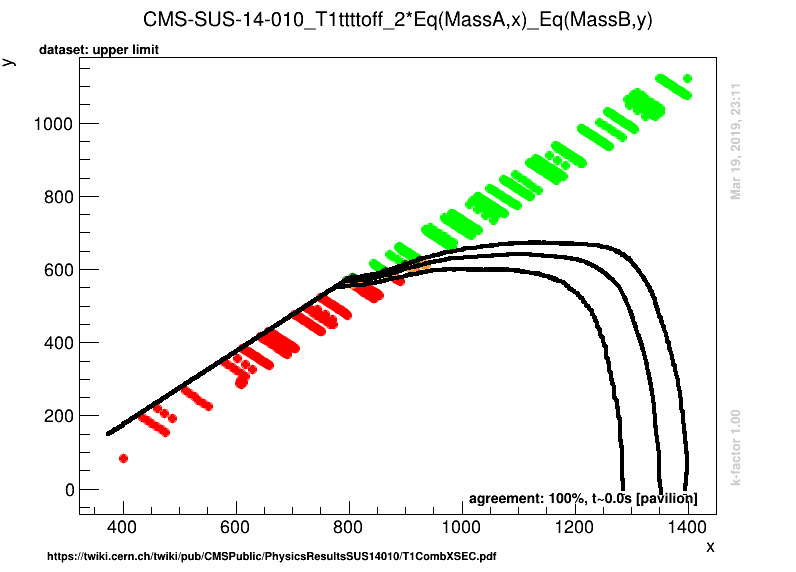 CMS-SUS-14-010_T1ttttoff_2*Eq(MassA,x)_Eq(MassB,y)
dataset: upper limit
y
1000
800
600
400
200
0
400
600
800
1000
1200
1400
x
agreement: 100%, t~0.0s [pavilion]
Mar 19, 2019, 23:11
k-factor 1.00
https://twiki.cern.ch/twiki/pub/CMSPublic/PhysicsResultsSUS14010/T1CombXSEC.pdf